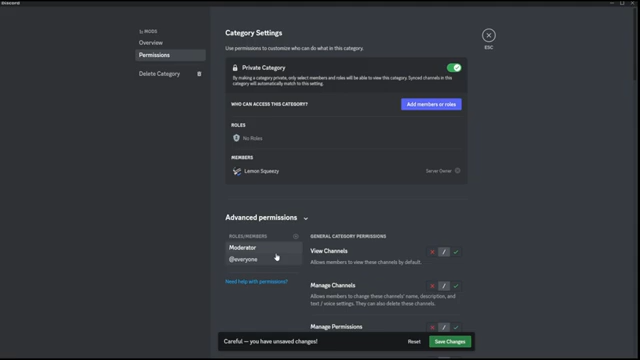 Discord
MODS
Overview
Permissions
Delete Category
Category Settings
Use permissions to customize who can do what in this category.
ESC
Private Category
By making a category private, only select members and roles will be able to view this category. Synced channels in this
category will automatically match to this setting.
WHO CAN ACCESS THIS CATEGORY?
Add members or roles
ROLES
No Roles
MEMBERS
Lemon Squeezy
Server Owner
Advanced permissions
ROLES/MEMBERS
Moderator
@everyone
Need help with permissions?
GENERAL CATEGORY PERMISSIONS
View Channels
Allows members to view these channels by default.
Manage Channels
Allows members to change these channels' name, description, and
text / voice settings. They can also delete these channels.
Manage Permissions
Careful — you have unsaved changes!
Reset
Save Changes